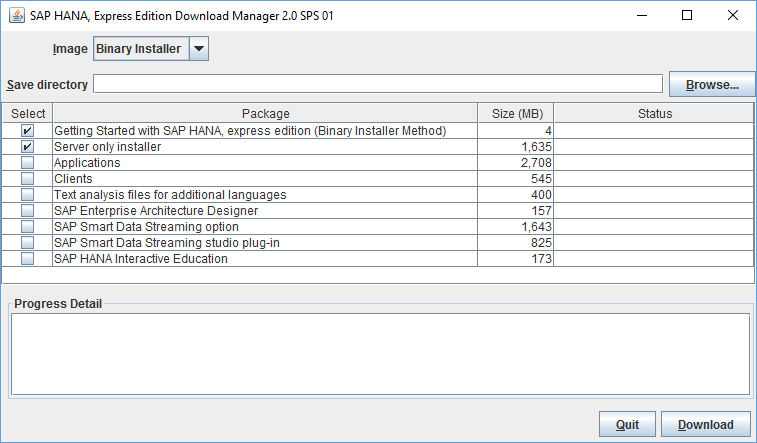 SAP HANA, Express Edition Download Manager 2.0 SPS 01
Image Binary Installer
Save directory Browse...
Select Package Size (MB) Status
Getting Started with SAP HANA, express edition (Binary Installer Method) 4
Server only installer 1,635
Applications 2,708
Clients 545
Text analysis files for additional languages 400
SAP Enterprise Architecture Designer 157
SAP Smart Data Streaming option 1,643
SAP Smart Data Streaming studio plug-in 825
SAP HANA Interactive Education 173
Progress Detail
Quit Download